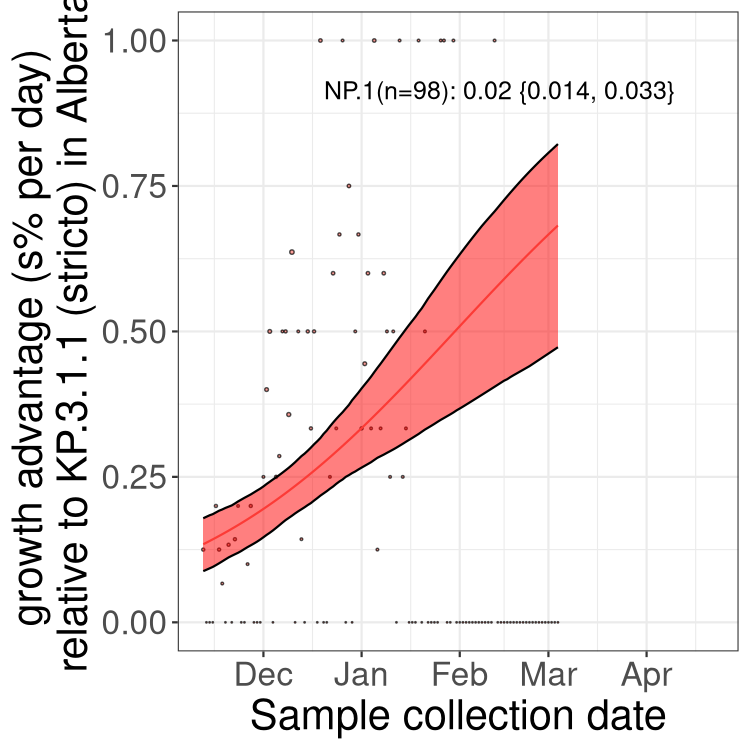 growth advantage (s% per day)
relative to KP.3.1.1 (stricto) in Alberta
1.00
0.75
0.50
0.25
0.00
NP.1(n=98): 0.02 {0.014, 0.033}
Dec
Jan
Feb
Mar
Apr
Sample collection date